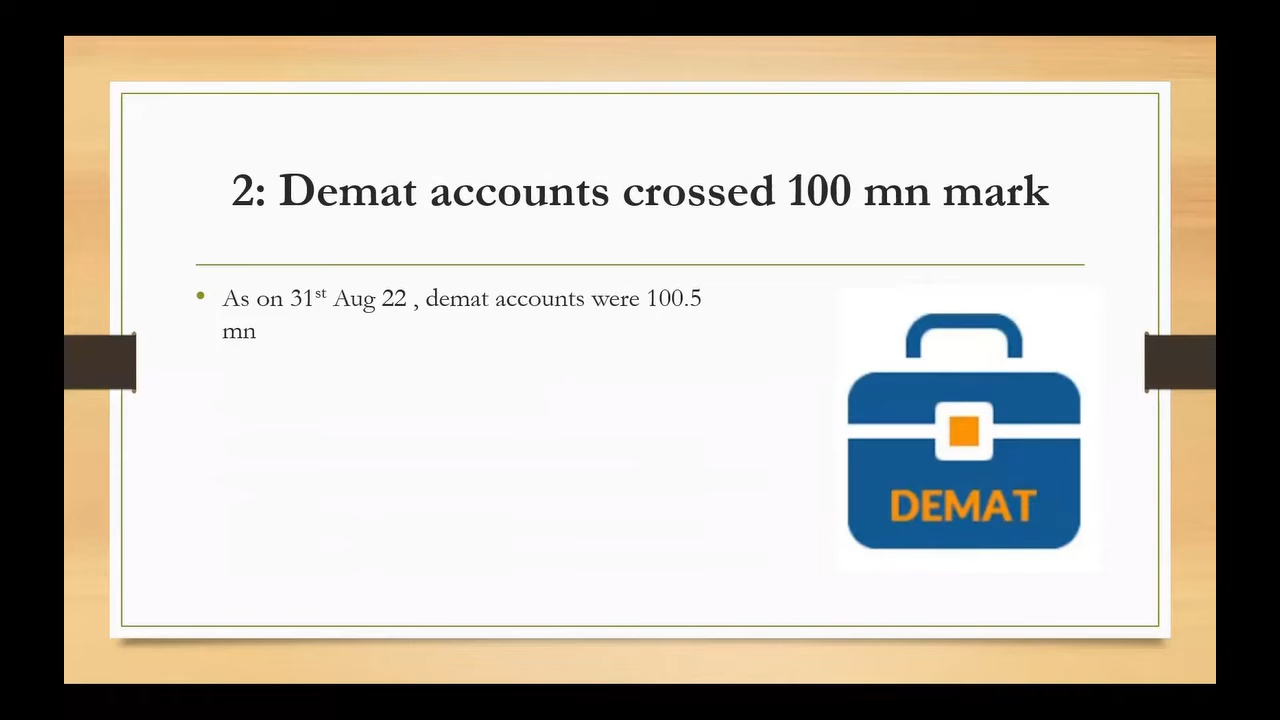 2: Demat accounts crossed 100 mn mark
• As on 31st Aug 22 , demat accounts were 100.5
mn
DEMAT